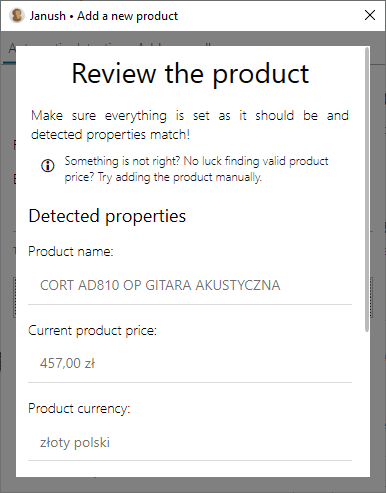 Janush • Add a new product
Review the product
Make sure everything is set as it should be and
detected properties match!
Something is not right? No luck finding valid product
price? Try adding the product manually.
Detected properties
Product name:
CORT AD810 OP GITARA AKUSTYCZNA
Current product price:
457,00 zł
Product currency:
złoty polski